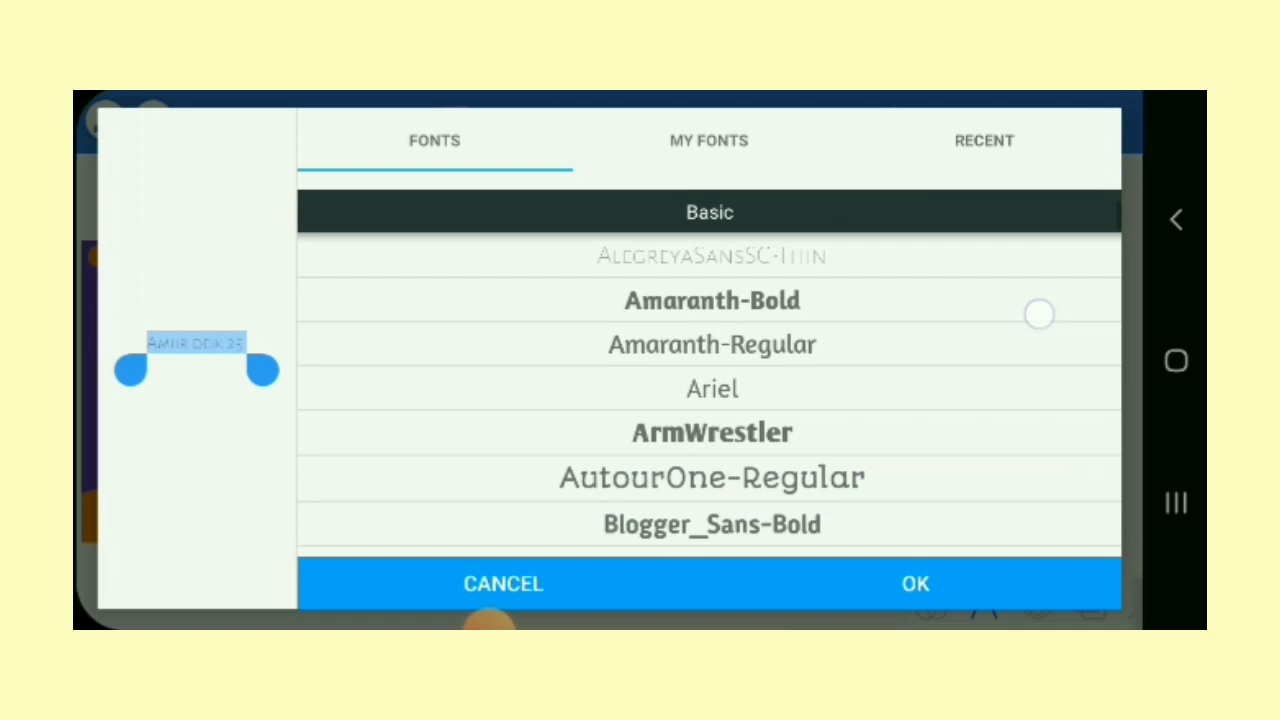 FONTS
MY FONTS
RECENT
Basic
AlegreyaSansSC-Thin
Amaranth-Bold
Amaranth-Regular
Ariel
ArmWrestler
AutourOne-Regular
Blogger_Sans-Bold
CANCEL
OK